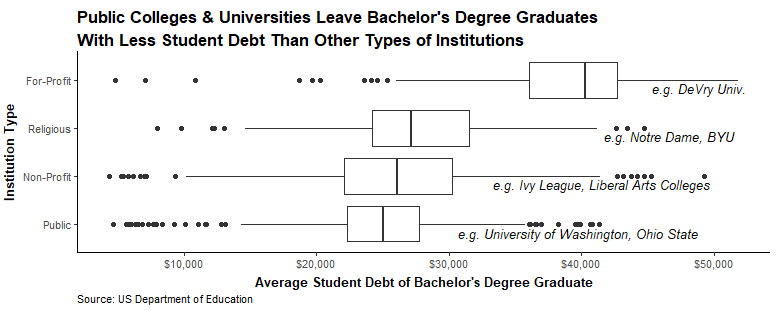 Public Colleges & Universities Leave Bachelor's Degree Graduates
With Less Student Debt Than Other Types of Institutions
Institution Type
For-Profit
e.g. DeVry Univ.
Religious
e.g. Notre Dame, BYU
Non-Profit
e.g. Ivy League, Liberal Arts Colleges
Public
e.g. University of Washington, Ohio State
$10,000 $20,000 $30,000 $40,000 $50,000
Average Student Debt of Bachelor's Degree Graduate
Source: US Department of Education